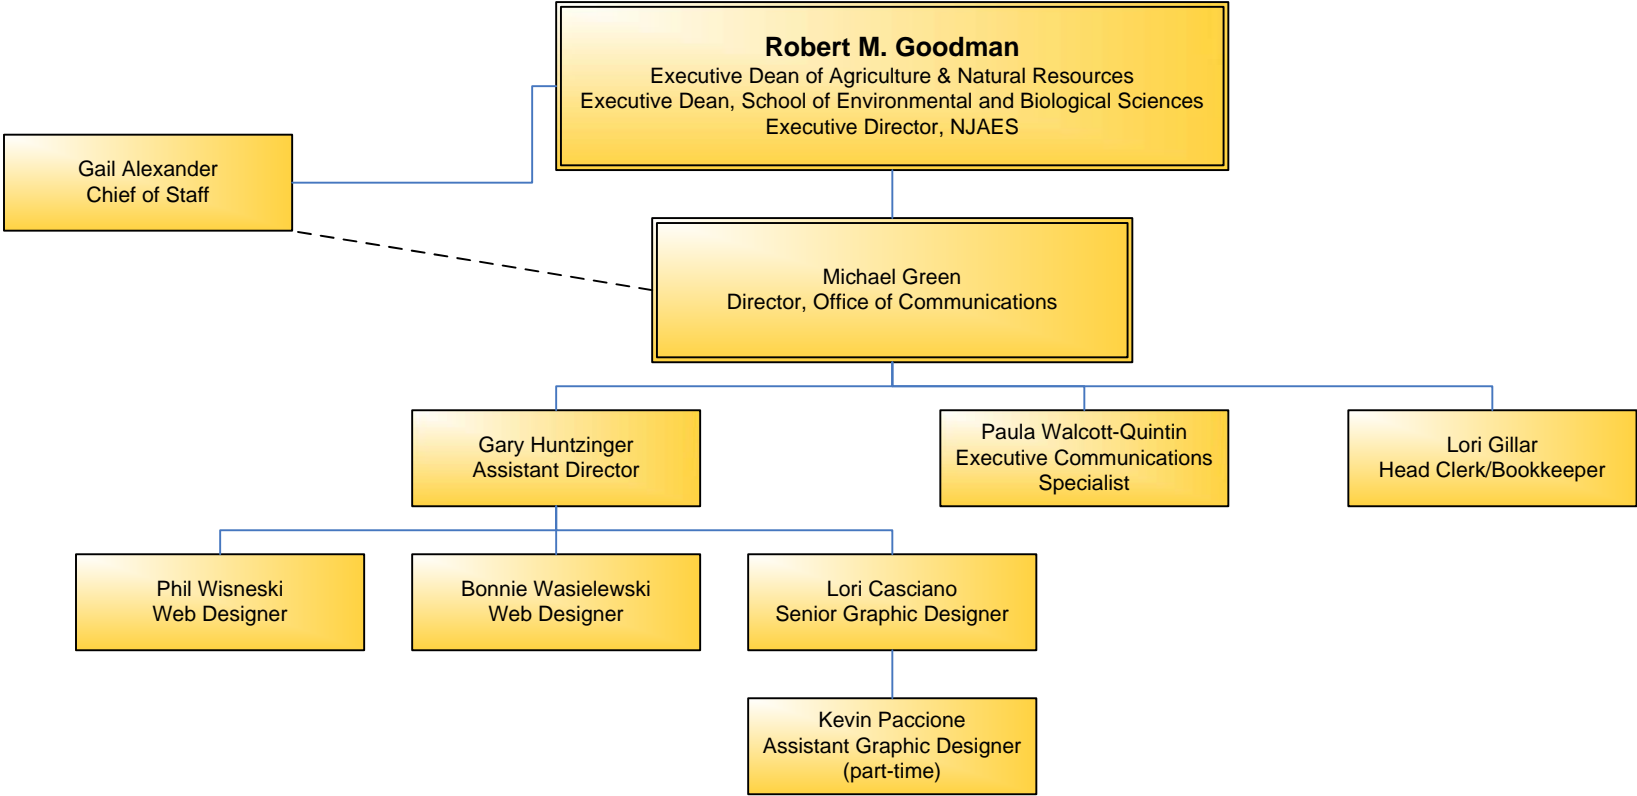 Robert M. Goodman
Executive Dean of Agriculture & Natural Resources
Executive Dean, School of Environmental and Biological Sciences
Executive Director, NJAES
Gail Alexander
Chief of Staff
Michael Green
Director, Office of Communications
Gary Huntzinger
Assistant Director
Paula Walcott-Quintin
Executive Communications
Specialist
Lori Gillar
Head Clerk/Bookkeeper
Phil Wisneski
Web Designer
Bonnie Wasielewski
Web Designer
Lori Casciano
Senior Graphic Designer
Kevin Paccione
Assistant Graphic Designer
(part-time)